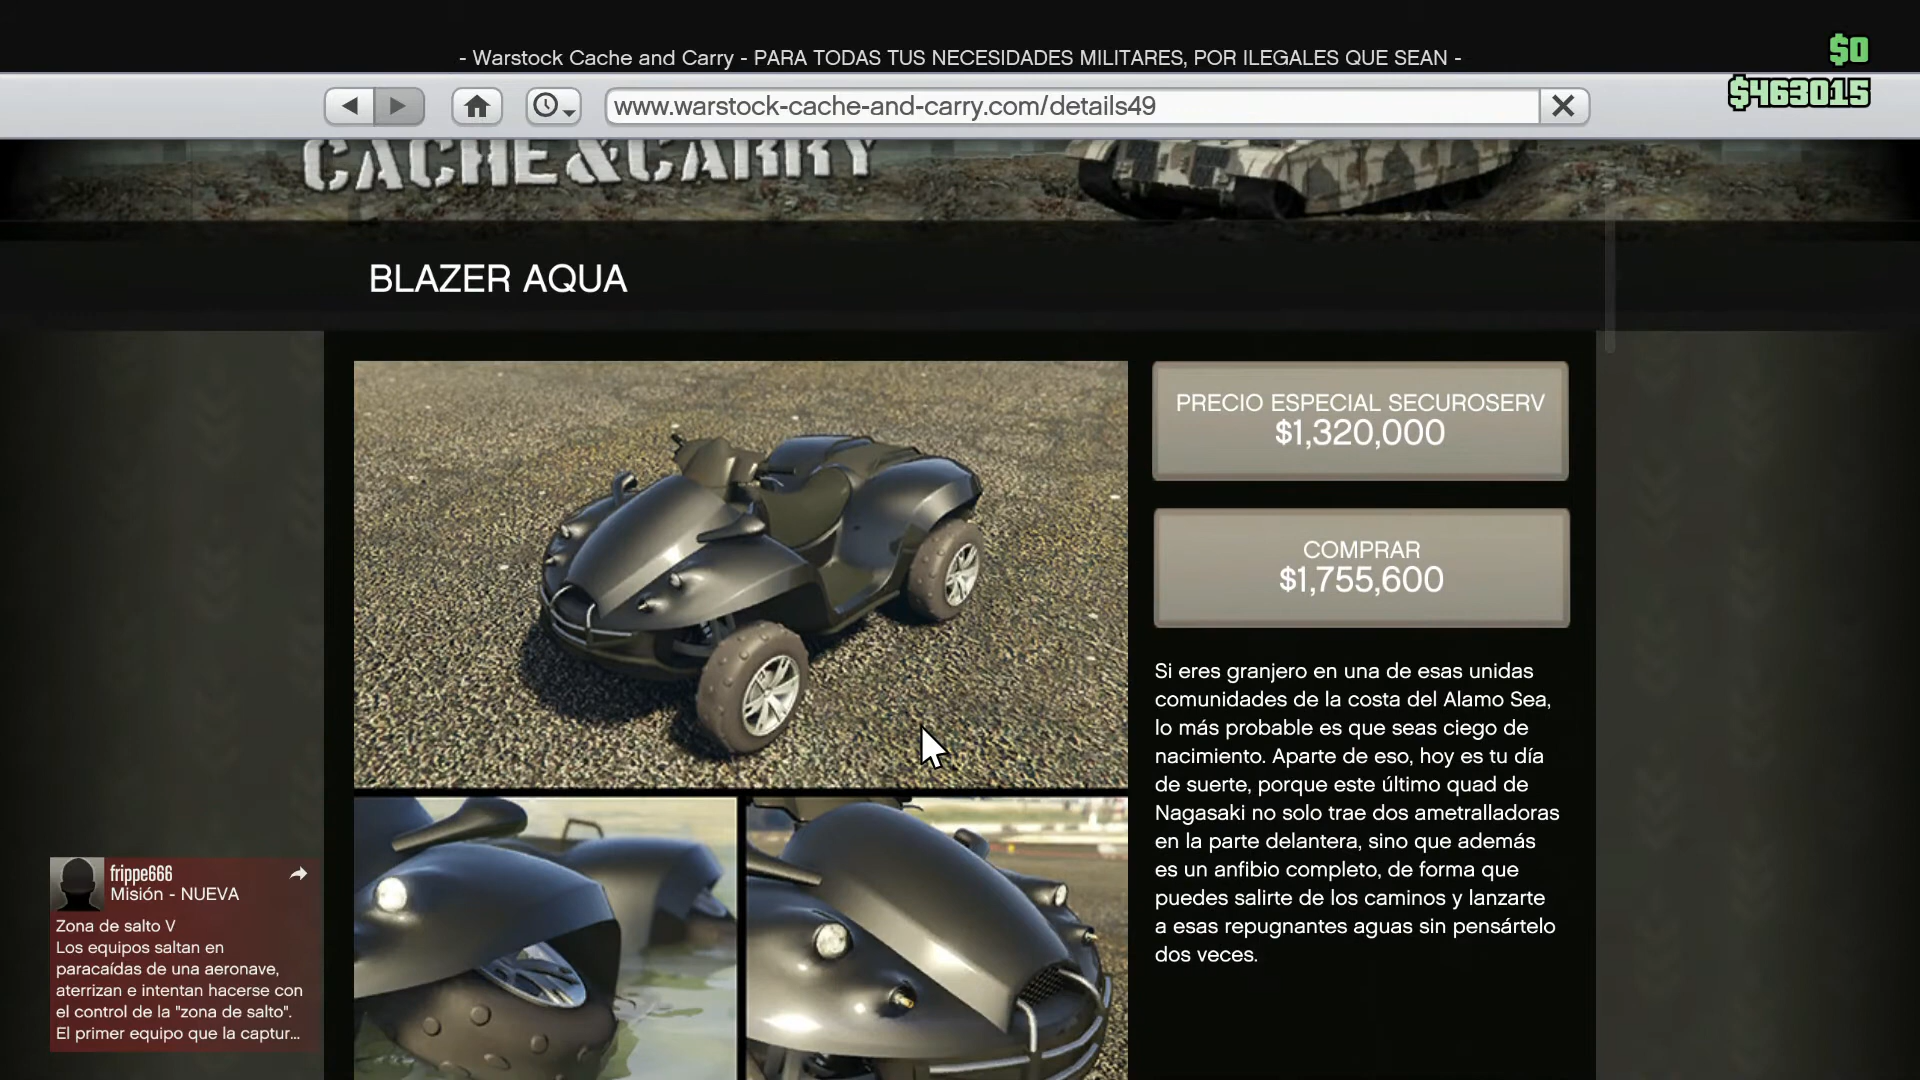 - Warstock Cache and Carry - PARA TODAS TUS NECESIDADES MILITARES, POR ILEGALES QUE SEAN -
$0
$463015
www.warstock-cache-and-carry.com/details49
CACHE&CARRY
BLAZER AQUA
PRECIO ESPECIAL SECUROSERV
$1,320,000
COMPRAR
$1,755,600
Si eres granjero en una de esas unidas
comunidades de la costa del Alamo Sea,
lo más probable es que seas ciego de
nacimiento. Aparte de eso, hoy es tu día
de suerte, porque este último quad de
Nagasaki no solo trae dos ametralladoras
en la parte delantera, sino que además
es un anfibio completo, de forma que
puedes salirte de los caminos y lanzarte
a esas repugnantes aguas sin pensártelo
dos veces.
frippe666
Misión - NUEVA
Zona de salto V
Los equipos saltan en
paracaídas de una aeronave,
aterrizan e intentan hacerse con
el control de la "zona de salto".
El primer equipo que la captur...